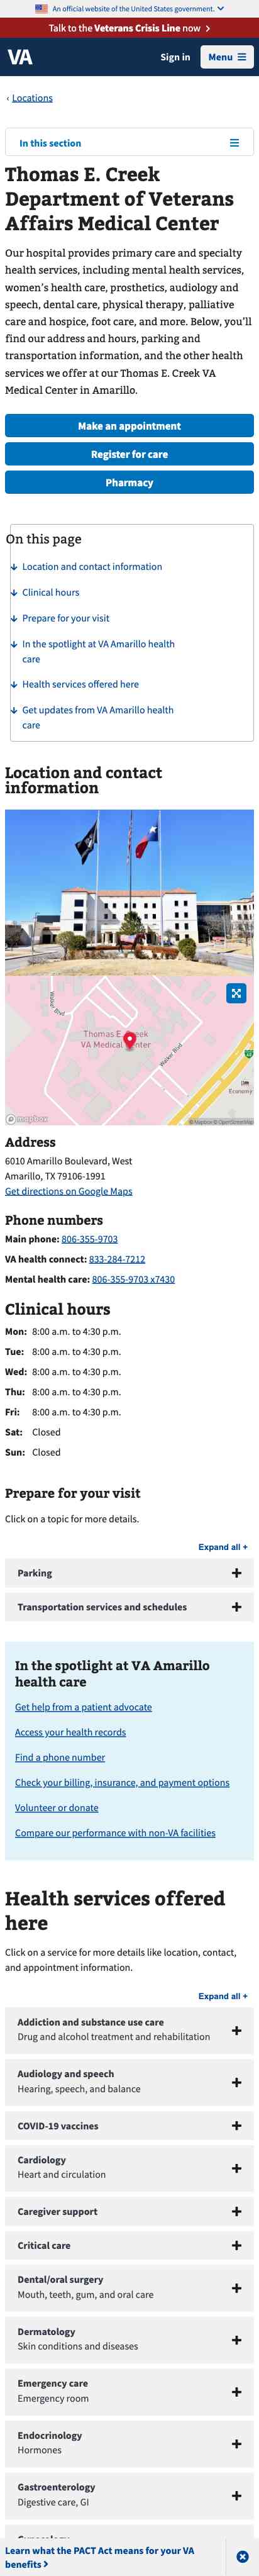 An official website of the United States government.
Talk to the Veterans Crisis Line now
VA
Sign in
Menu
‹ Locations
In this section
Thomas E. Creek
Department of Veterans
Affairs Medical Center
Our hospital provides primary care and specialty
health services, including mental health services,
women's health care, prosthetics, audiology and
speech, dental care, physical therapy, palliative
care and hospice, foot care, and more. Below, you'll
find our address and hours, parking and
transportation information, and the other health
services we offer at our Thomas E. Creek VA
Medical Center in Amarillo.
Make an appointment
Register for care
Pharmacy
On this page
Location and contact information
Clinical hours
Prepare for your visit
In the spotlight at VA Amarillo health
care
Health services offered here
Get updates from VA Amarillo health
care
Location and contact
information
Walker Blvd
Thomas E Creek
VA Medical Center
Walker Blvd
Economy
mapbox
© Mapbox © OpenStreetMap
Address
6010 Amarillo Boulevard, West
Amarillo, TX 79106-1991
Get directions on Google Maps
Phone numbers
Main phone: 806-355-9703
VA health connect: 833-284-7212
Mental health care: 806-355-9703 x7430
Clinical hours
Mon: 8:00 a.m. to 4:30 p.m.
Tue: 8:00 a.m. to 4:30 p.m.
Wed: 8:00 a.m. to 4:30 p.m.
Thu: 8:00 a.m. to 4:30 p.m.
Fri: 8:00 a.m. to 4:30 p.m.
Sat: Closed
Sun: Closed
Prepare for your visit
Click on a topic for more details.
Expand all +
Parking
Transportation services and schedules
In the spotlight at VA Amarillo
health care
Get help from a patient advocate
Access your health records
Find a phone number
Check your billing, insurance, and payment options
Volunteer or donate
Compare our performance with non-VA facilities
Health services offered
here
Click on a service for more details like location, contact,
and appointment information.
Expand all +
Addiction and substance use care
Drug and alcohol treatment and rehabilitation
Audiology and speech
Hearing, speech, and balance
COVID-19 vaccines
Cardiology
Heart and circulation
Caregiver support
Critical care
Dental/oral surgery
Mouth, teeth, gum, and oral care
Dermatology
Skin conditions and diseases
Emergency care
Emergency room
Endocrinology
Hormones
Gastroenterology
Digestive care, GI
Gynecology
Learn what the PACT Act means for your VA
benefits